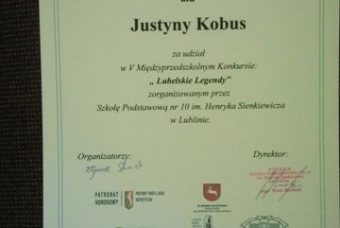 dla
Justyny Kobus
za udział
w V Międzyprzedszkolnym Konkursie:
„ Lubelskie Legendy”
zorganizowanym przez
Szkołę Podstawową nr 10 im. Henryka Sienkiewicza
w Lublinie.
Organizatorzy:
Dyrektor:
PATRONAT
HONOROWY